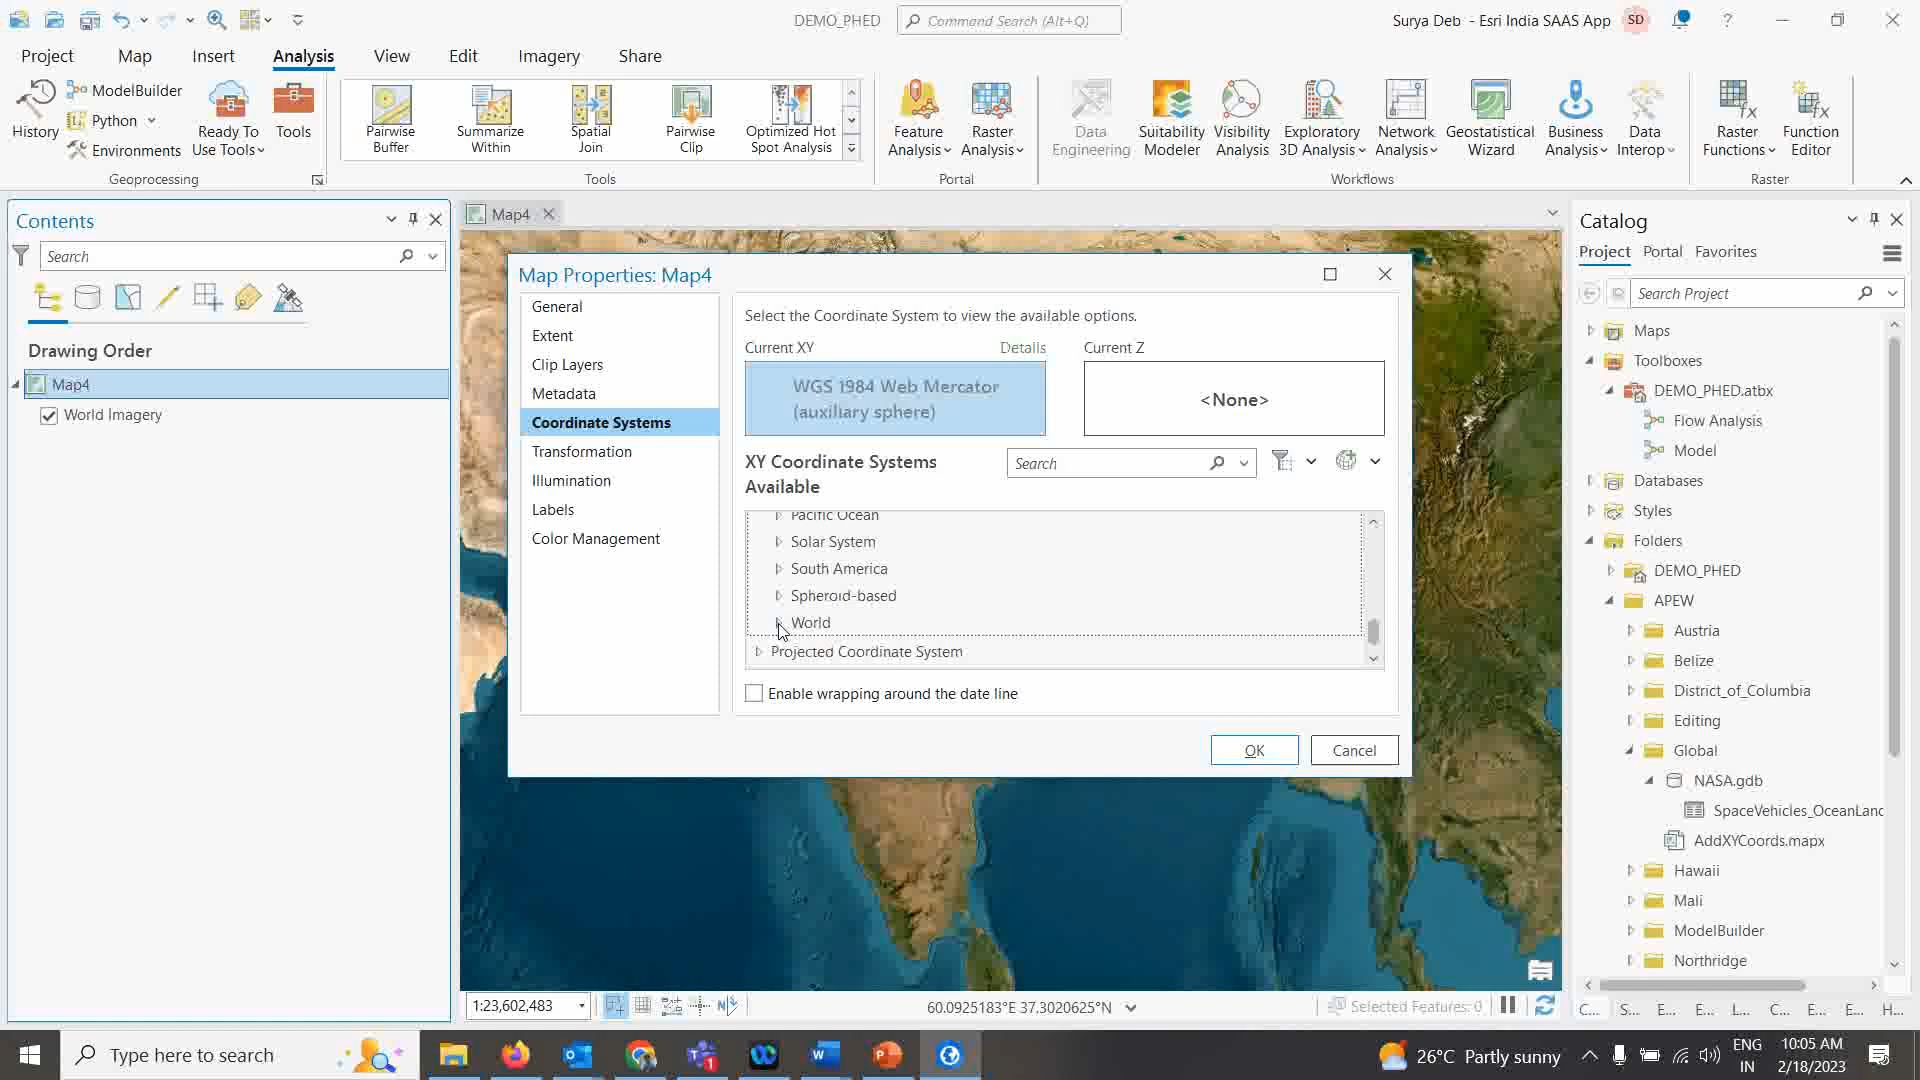 DEMO_PHED
Command Search (Alt+Q)
Surya Deb - Esri India SAAS App
SD
?
Project
Map
Insert
Analysis
View
Edit
Imagery
Share
History
ModelBuilder
Python
Environments
Ready To
Use Tools
Tools
Geoprocessing
Pairwise
Buffer
Summarize
Within
Spatial
Join
Pairwise
Clip
Optimized Hot
Spot Analysis
Tools
Feature
Analysis
Raster
Analysis
Portal
Data
Engineering
Suitability
Modeler
Visibility
Analysis
Exploratory
3D Analysis
Network
Analysis
Geostatistical
Wizard
Business
Analysis
Data
Interop
Workflows
Raster
Functions
Function
Editor
Raster
Contents
Search
Drawing Order
Map4
World Imagery
Map4
Map Properties: Map4
General
Extent
Clip Layers
Metadata
Coordinate Systems
Transformation
Illumination
Labels
Color Management
Select the Coordinate System to view the available options.
Current XY
Details
Current Z
WGS 1984 Web Mercator
(auxiliary sphere)
<None>
XY Coordinate Systems
Available
Search
Pacific Ocean
Solar System
South America
Spheroid-based
World
Projected Coordinate System
Enable wrapping around the date line
OK
Cancel
1:23,602,483
60.0925183°E 37.3020625°N
Selected Features: 0
Catalog
Project
Portal
Favorites
Search Project
Maps
Toolboxes
DEMO_PHED.atbx
Flow Analysis
Model
Databases
Styles
Folders
DEMO_PHED
APEW
Austria
Belize
District_of_Columbia
Editing
Global
NASA.gdb
SpaceVehicles_OceanLand
AddXYCoords.mapx
Hawaii
Mali
ModelBuilder
Northridge
C... S... E... E... L... C... E... E... H...
Type here to search
26°C Partly sunny
ENG
IN
10:05 AM
2/18/2023